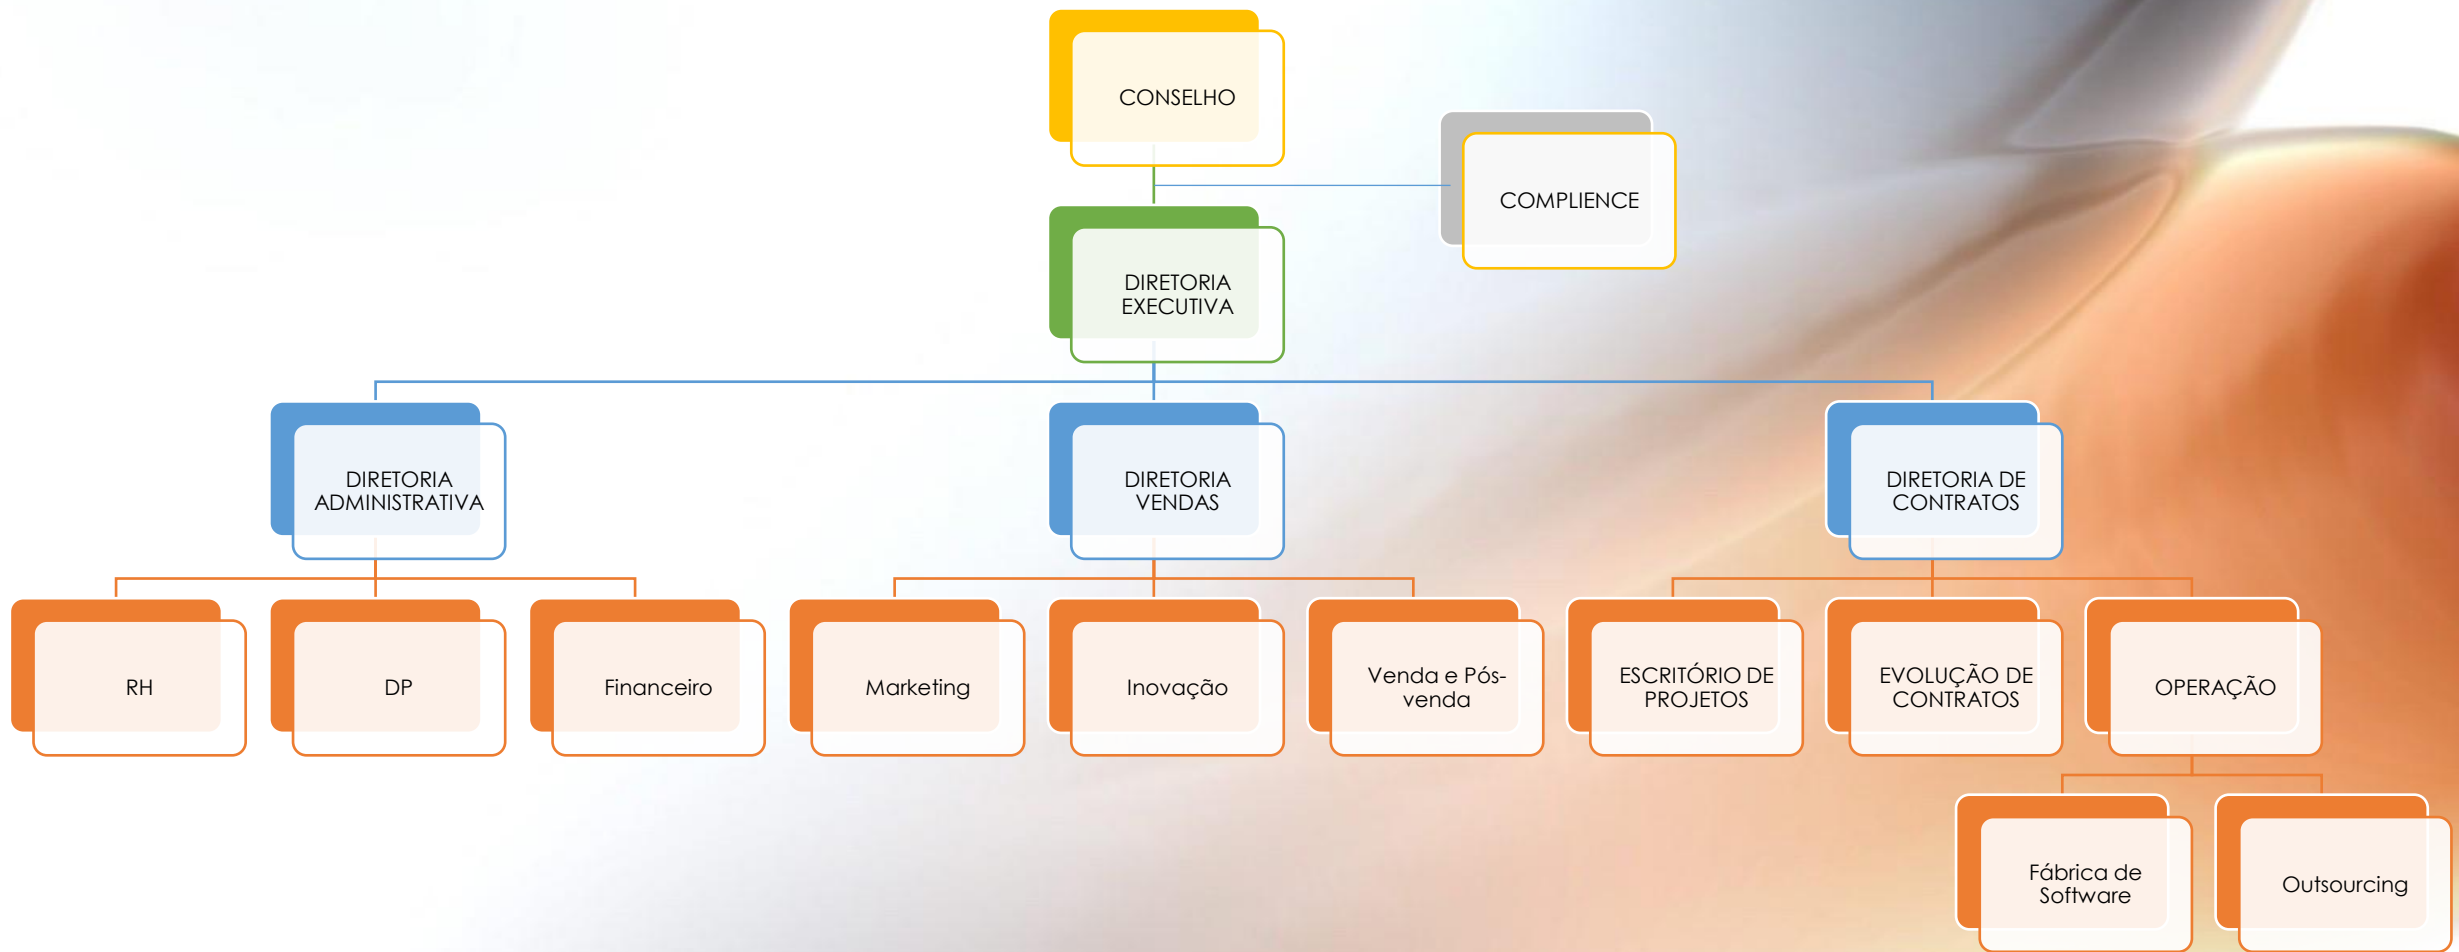 CONSELHO
COMPLIENCE
DIRETORIA
EXECUTIVA
DIRETORIA
ADMINISTRATIVA
DIRETORIA
VENDAS
DIRETORIA DE
CONTRATOS
RH
DP
Financeiro
Marketing
Inovação
Venda e Pós-
venda
ESCRITÓRIO DE
PROJETOS
EVOLUÇÃO DE
CONTRATOS
OPERAÇÃO
Fábrica de
Software
Outsourcing